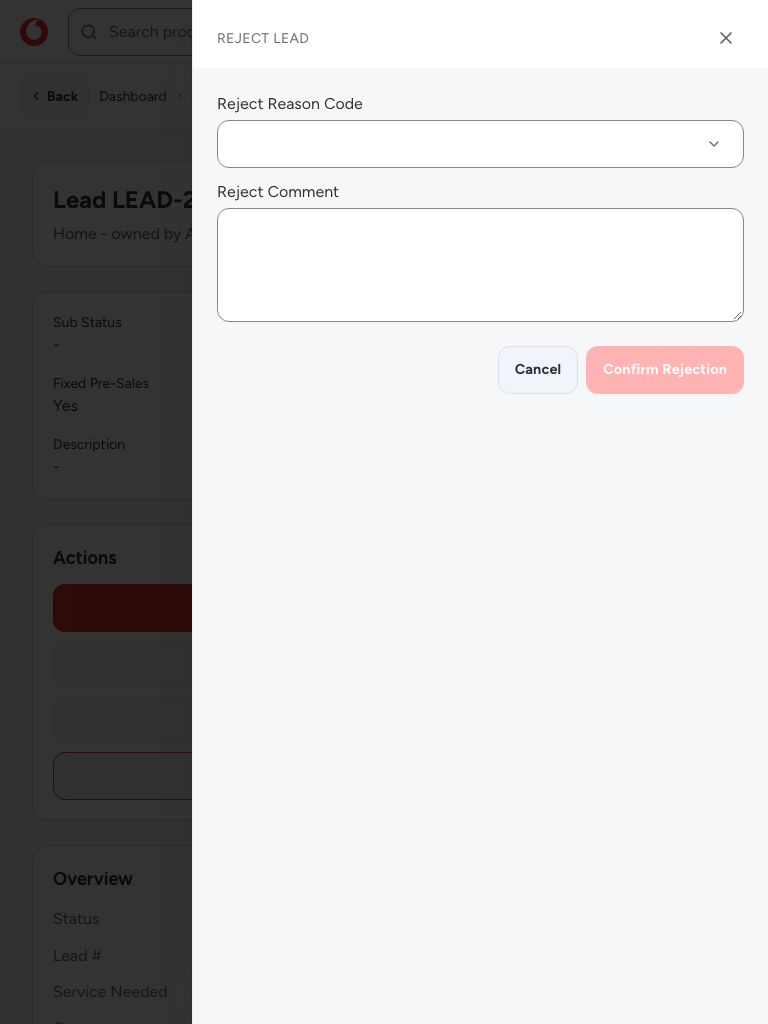 Search
REJECT LEAD
Back
Dashboard
Reject Reason Code
Reject Comment
Cancel
Confirm Rejection
Lead LEAD-2
Home - owned by
Sub Status
-
Fixed Pre-Sales
Yes
Description
-
Actions
Overview
Status
Lead #
Service Needed